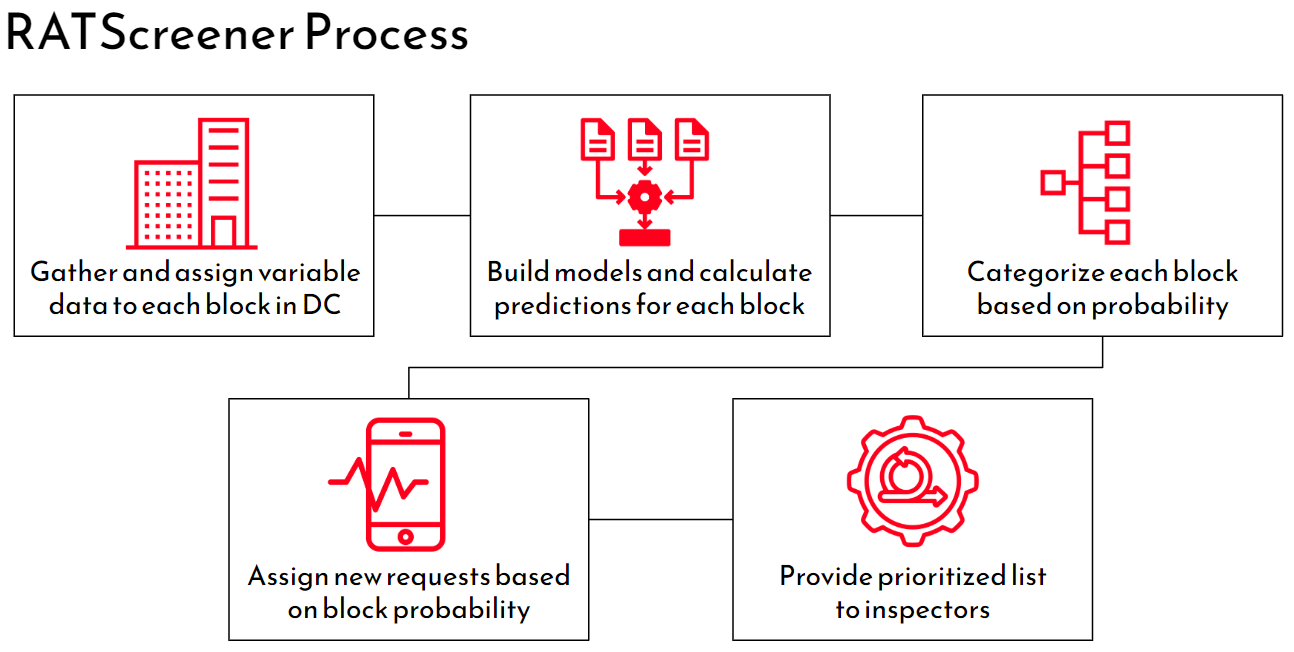 RATScreener Process
Gather and assign variable
data to each block in DC
Build models and calculate
predictions for each block
Categorize each block
based on probability
Assign new requests based
on block probability
Provide prioritized list
to inspectors